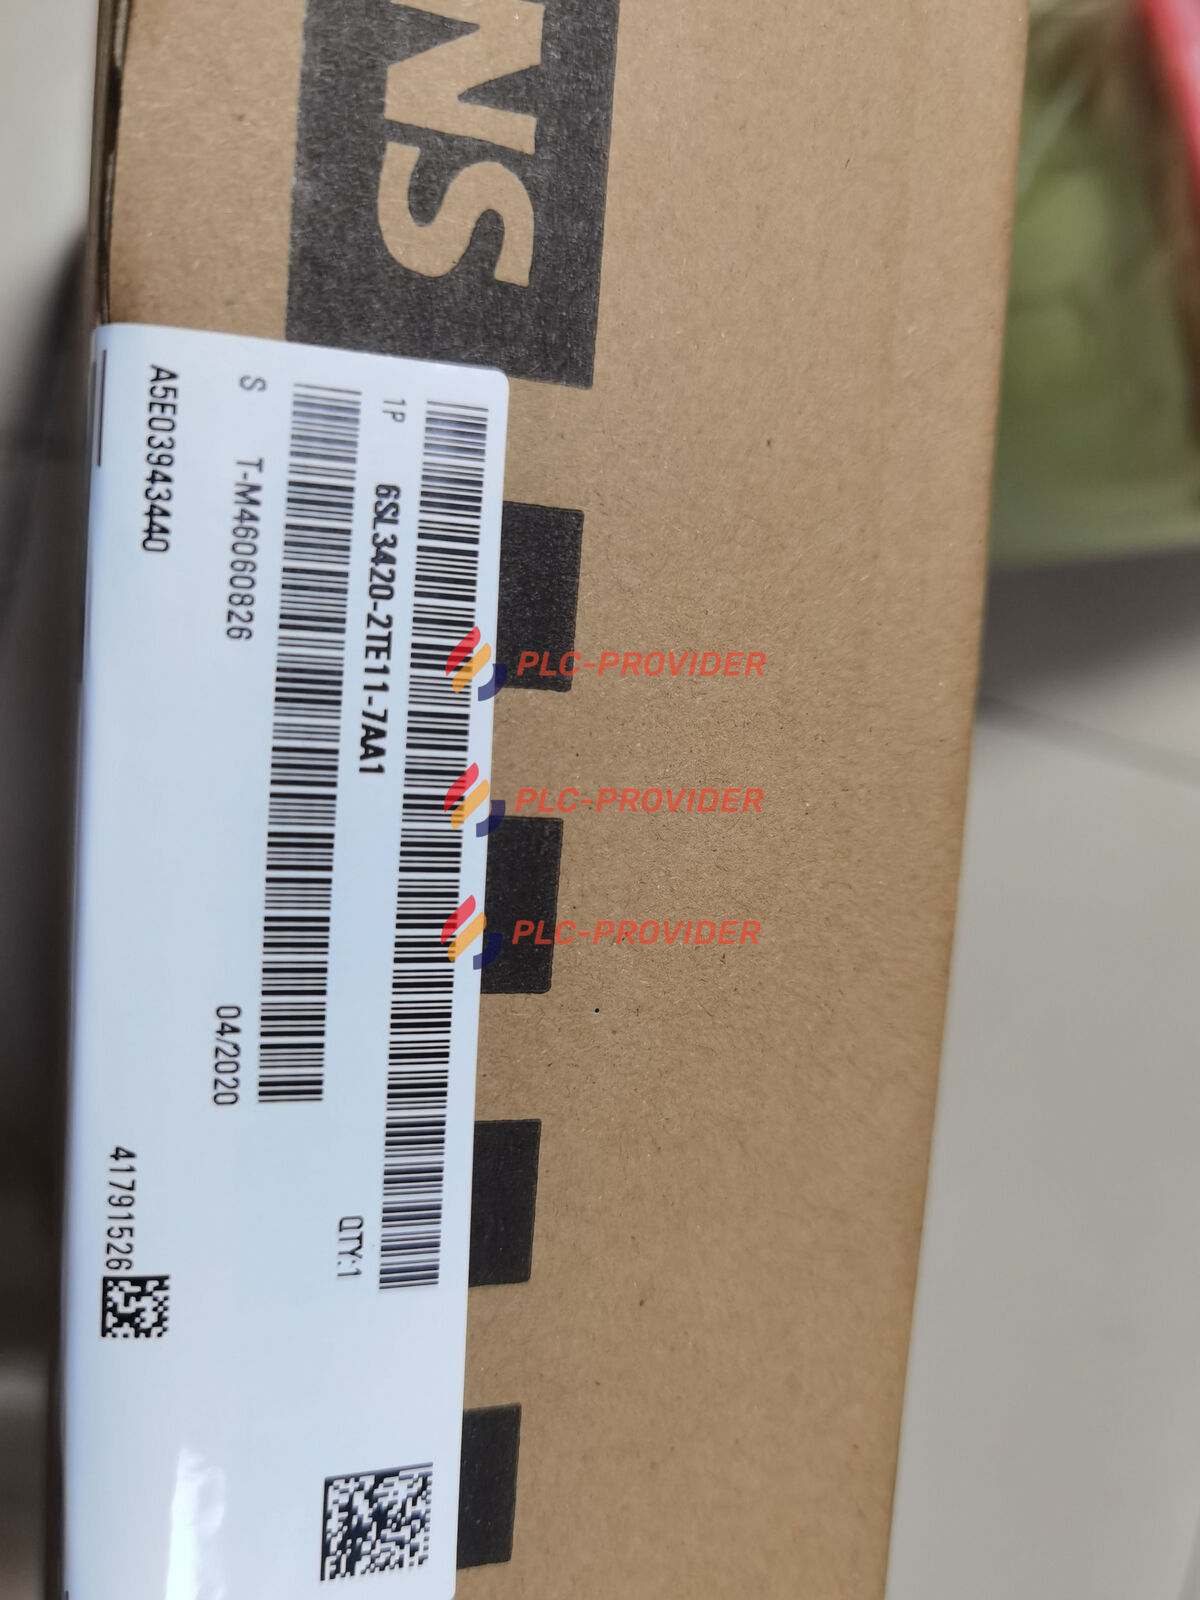 NS
1P 6SL3420-2TE11-7AA1 QTY:1
S T-M46060826 04/2020
A5E03943440 41791526
PLC-PROVIDER
PLC-PROVIDER
PLC-PROVIDER